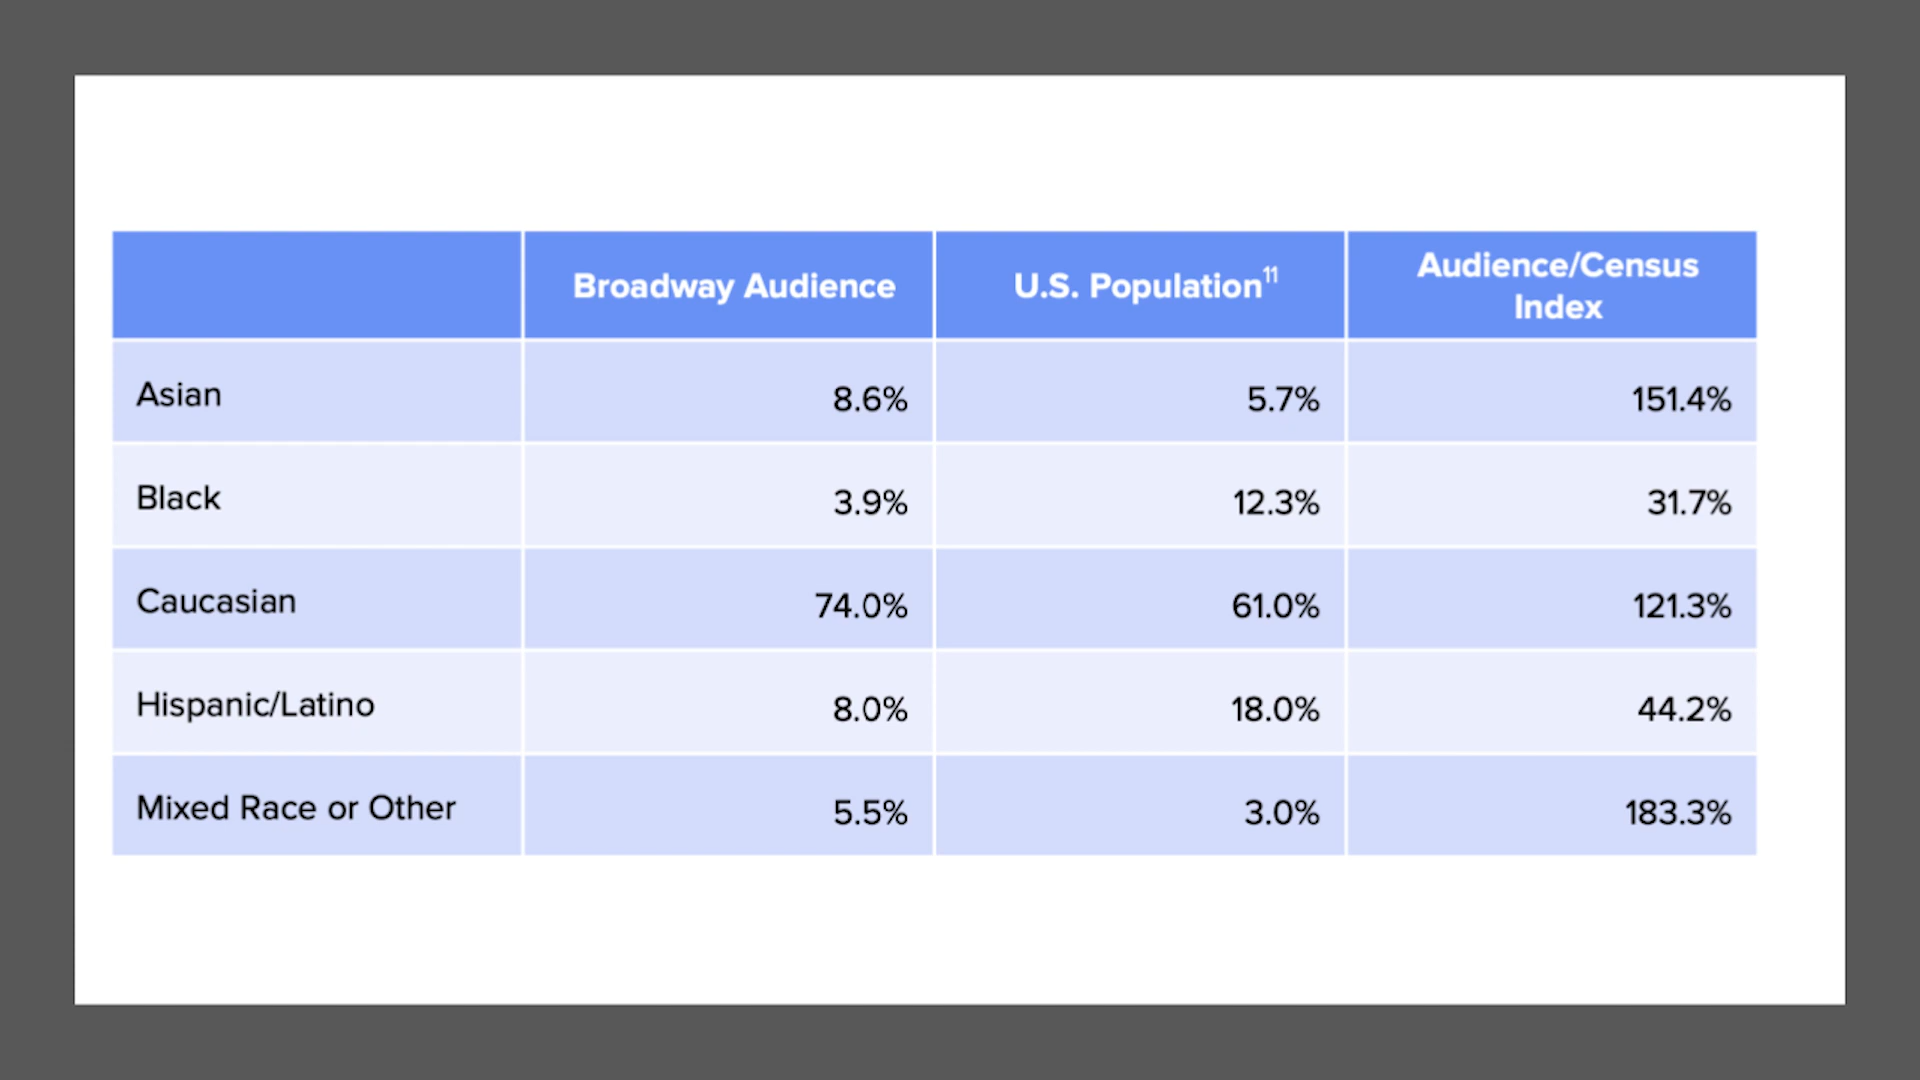 Broadway Audience U.S. Population¹¹ Audience/Census
Index
Asian 8.6% 5.7% 151.4%
Black 3.9% 12.3% 31.7%
Caucasian 74.0% 61.0% 121.3%
Hispanic/Latino 8.0% 18.0% 44.2%
Mixed Race or Other 5.5% 3.0% 183.3%